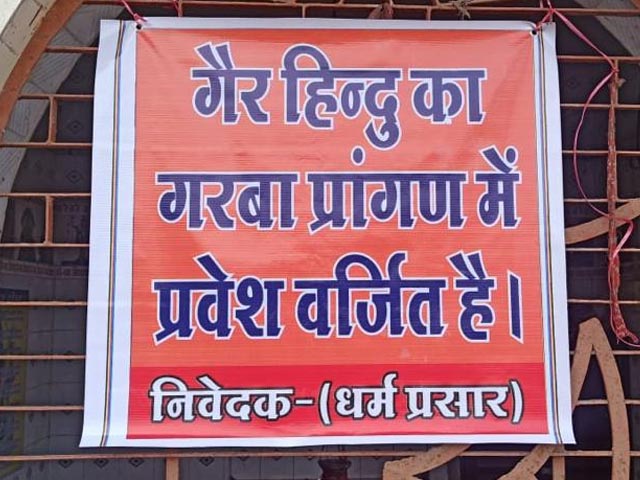 गैर हिन्दु का
गरबा प्रांगण में
प्रवेश वर्जित है।
निवेदक-(धर्म प्रसार)